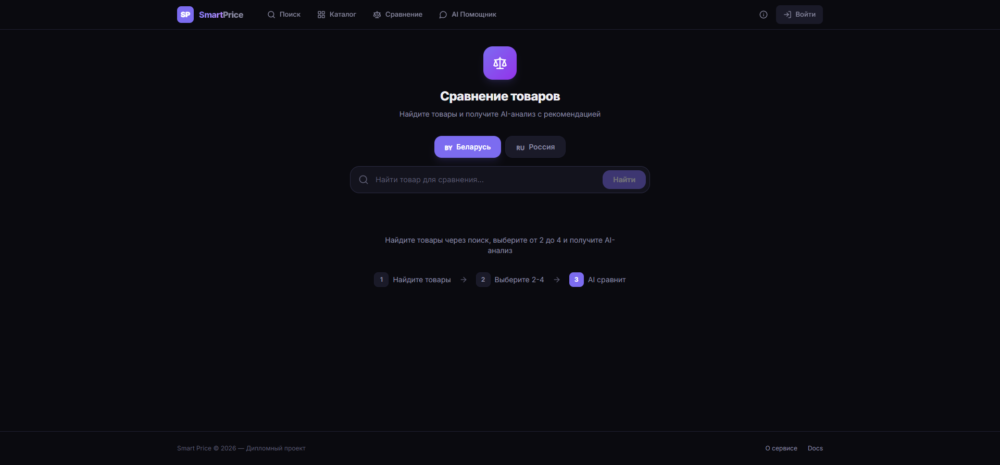 SP SmartPrice Поиск Каталог Сравнение AI Помощник Войти
Сравнение товаров
Найдите товары и получите AI-анализ с рекомендацией
BY Беларусь RU Россия
Найти товар для сравнения... Найти
Найдите товары через поиск, выберите от 2 до 4 и получите AI-
анализ
1 Найдите товары → 2 Выберите 2-4 → 3 AI сравнит
Smart Price © 2026 — Дипломный проект О сервисе Docs